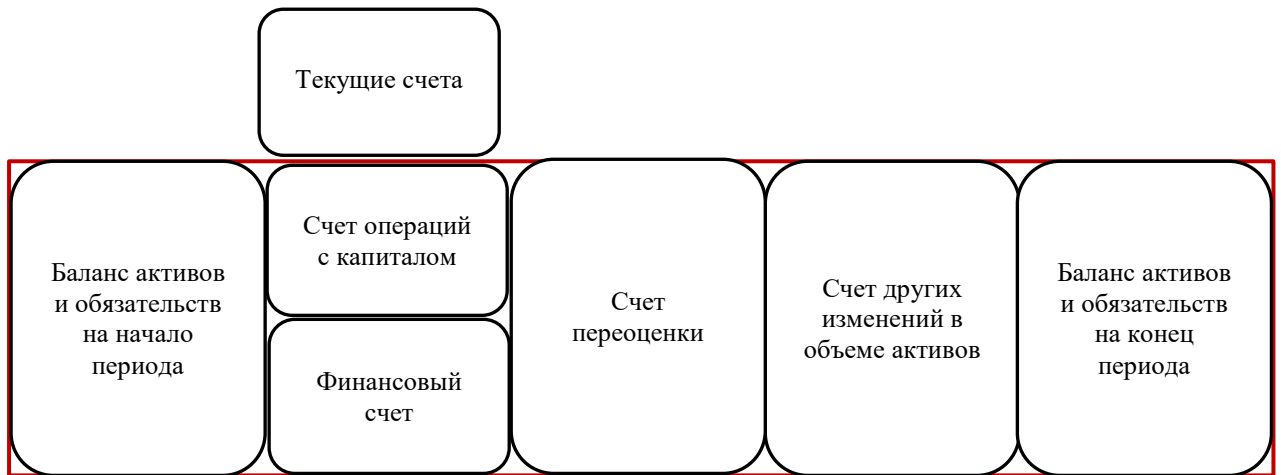 Текущие счета
Баланс активов
и обязательств
на начало
периода
Счет операций
с капиталом
Финансовый
счет
Счет
переоценки
Счет других
изменений в
объеме активов
Баланс активов
и обязательств
на конец
периода